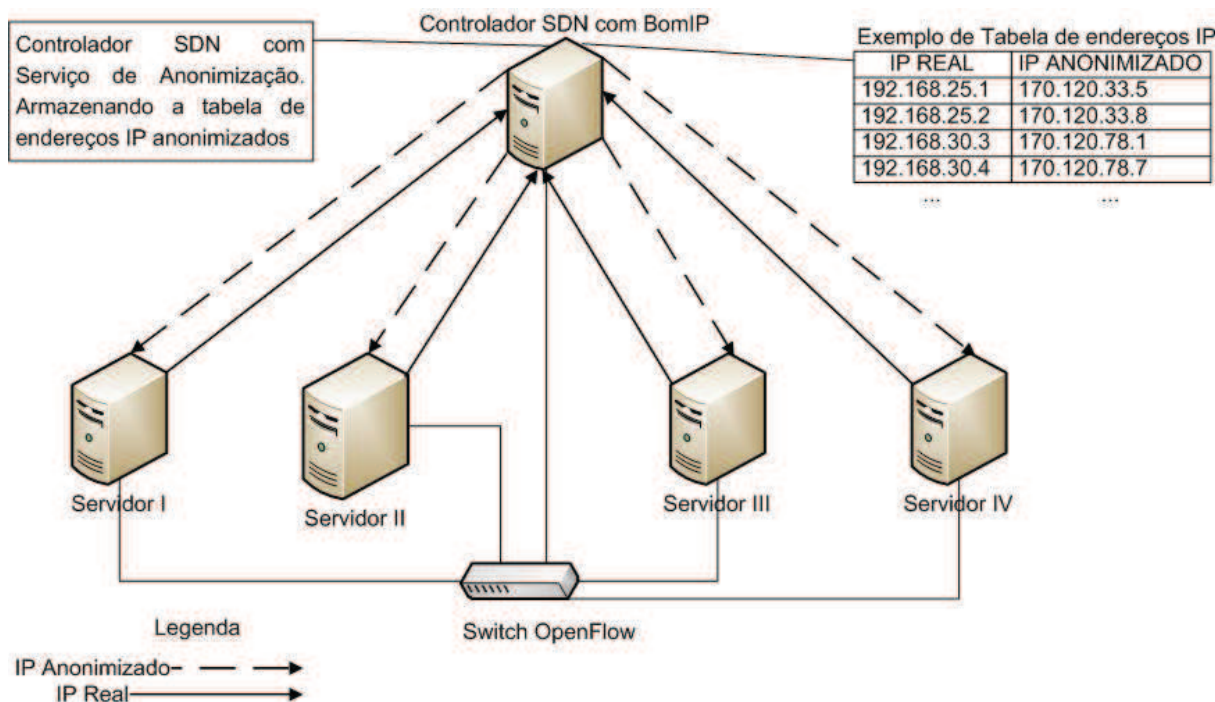 Controlador SDN com BomIP
Controlador SDN com
Serviço de Anonimização.
Armazenando a tabela de
endereços IP anonimizados
Exemplo de Tabela de endereços IP
IP REAL IP ANONIMIZADO
192.168.25.1 170.120.33.5
192.168.25.2 170.120.33.8
192.168.30.3 170.120.78.1
192.168.30.4 170.120.78.7
... ...
Servidor I
Servidor II
Servidor III
Servidor IV
Switch OpenFlow
Legenda
IP Anonimizado
IP Real